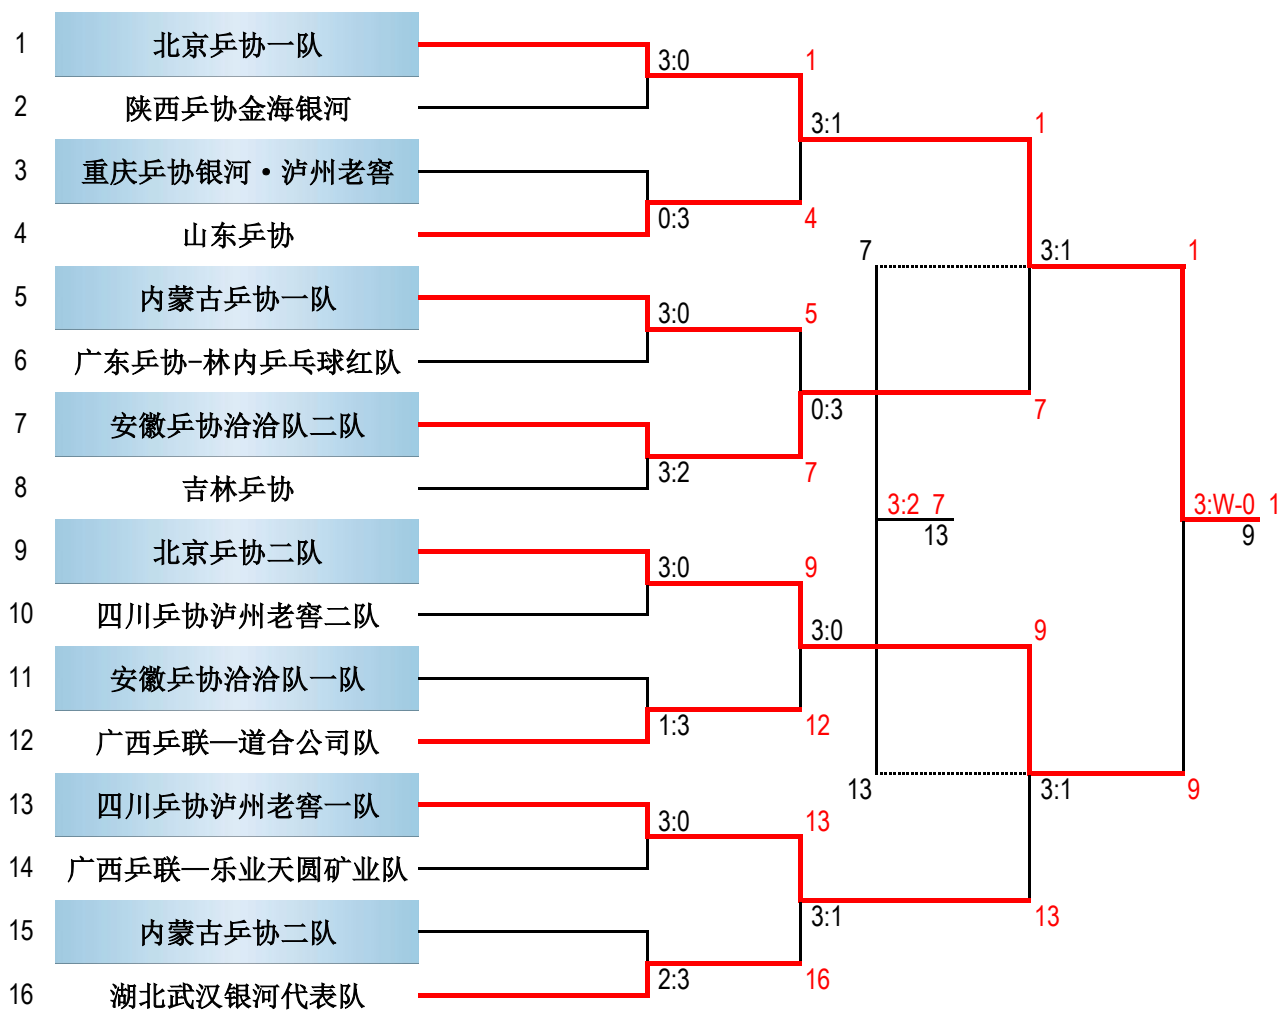 1 北京乒协一队
2 陕西乒协金海银河
3 重庆乒协银河·泸州老窖
4 山东乒协
5 内蒙古乒协一队
6 广东乒协-林内乒乓球红队
7 安徽乒协洽洽队二队
8 吉林乒协
9 北京乒协二队
10 四川乒协泸州老窖二队
11 安徽乒协洽洽队一队
12 广西乒联—道合公司队
13 四川乒协泸州老窖一队
14 广西乒联—乐业天圆矿业队
15 内蒙古乒协二队
16 湖北武汉银河代表队
3:0
0:3
3:0
3:2
3:0
1:3
3:0
2:3
1
4
5
7
9
12
13
16
3:1
0:3
3:0
3:1
1
7
9
13
3:1
3:1
7
13
3:2 7
13
1
9
3:W-0 1
9